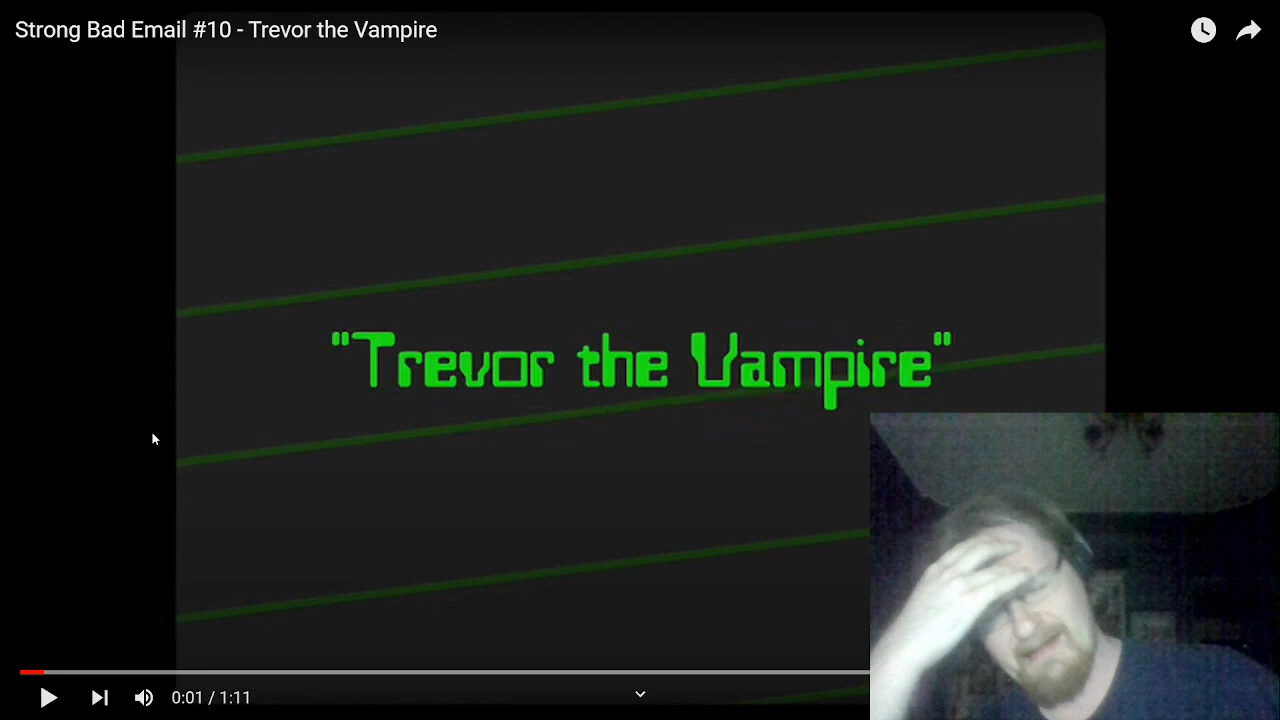 Strong Bad Email #10 - Trevor the Vampire
"Trevor the Vampire"
0:01 / 1:11